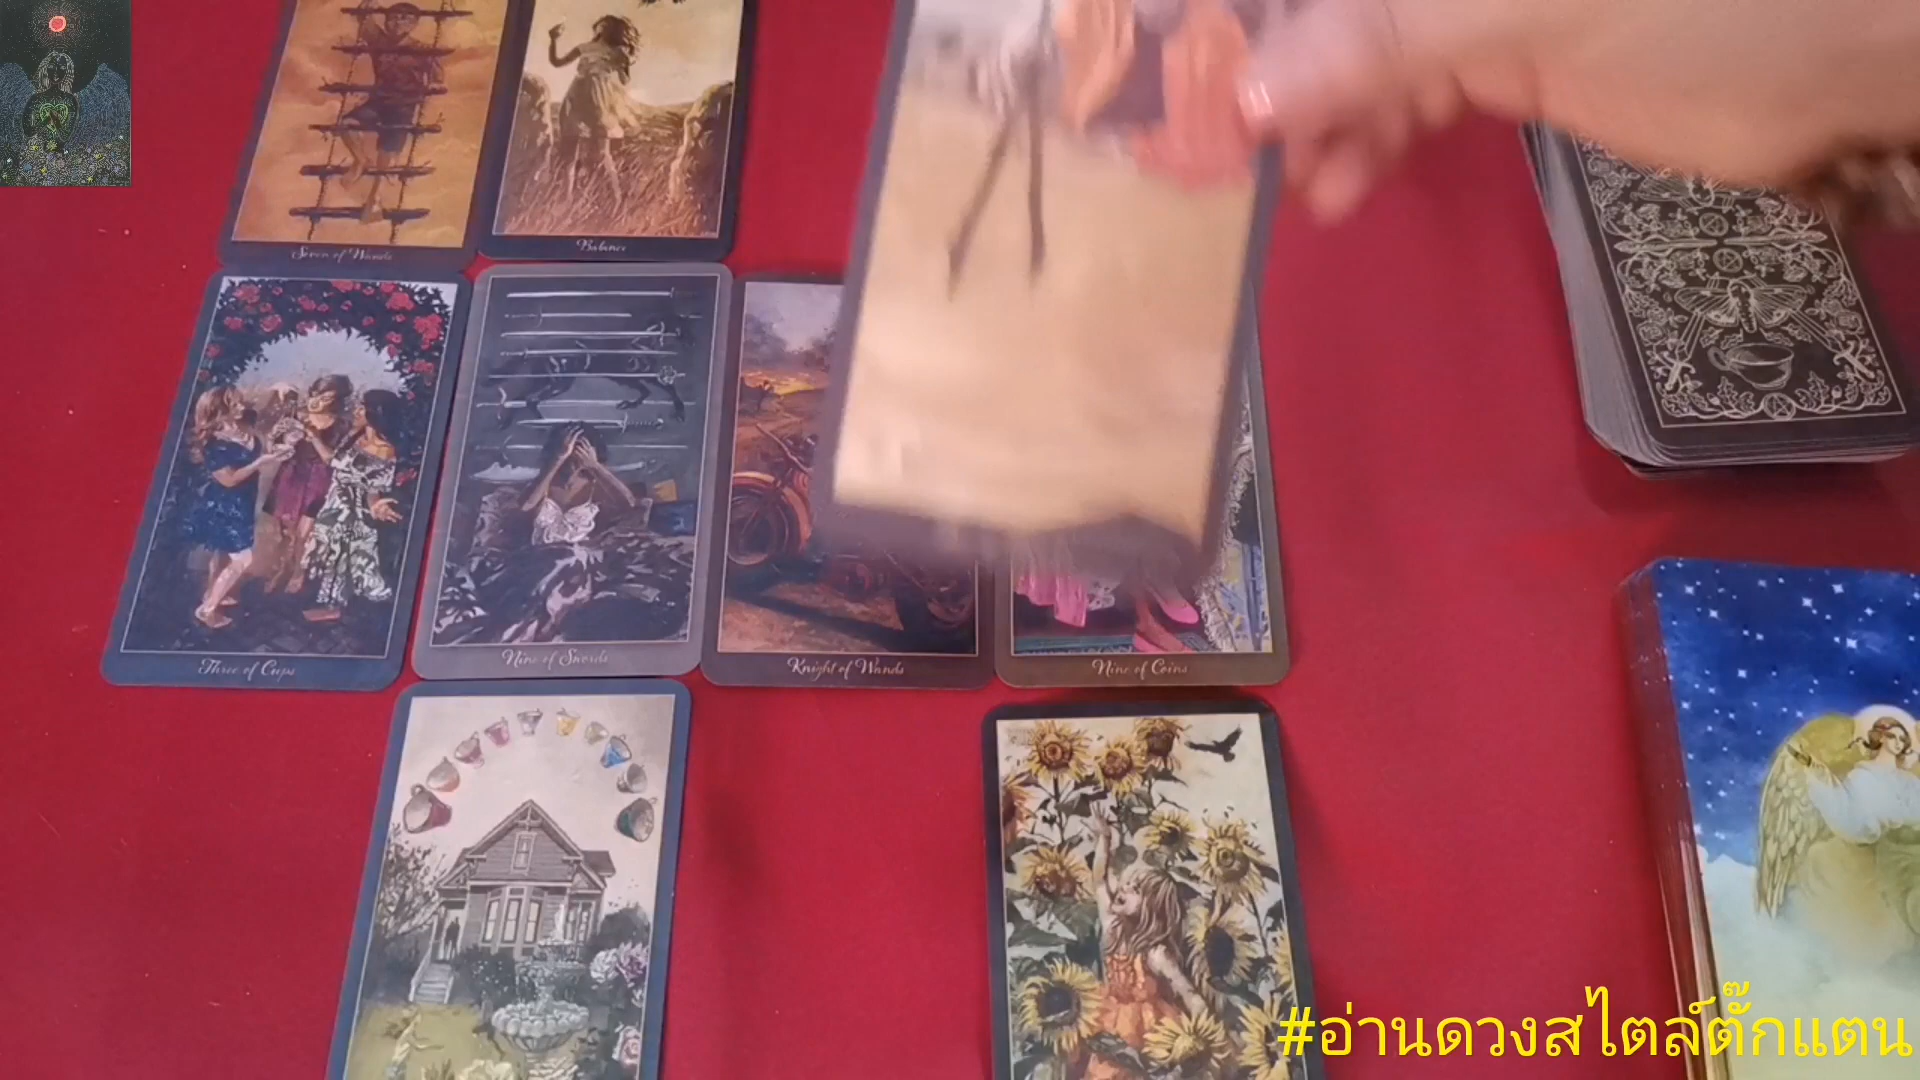 Seven of Wands
Balance
Three of Cups
Nine of Swords
Knight of Wands
Nine of Coins
#อ่านดวงสไตล์ตั๊กแตน